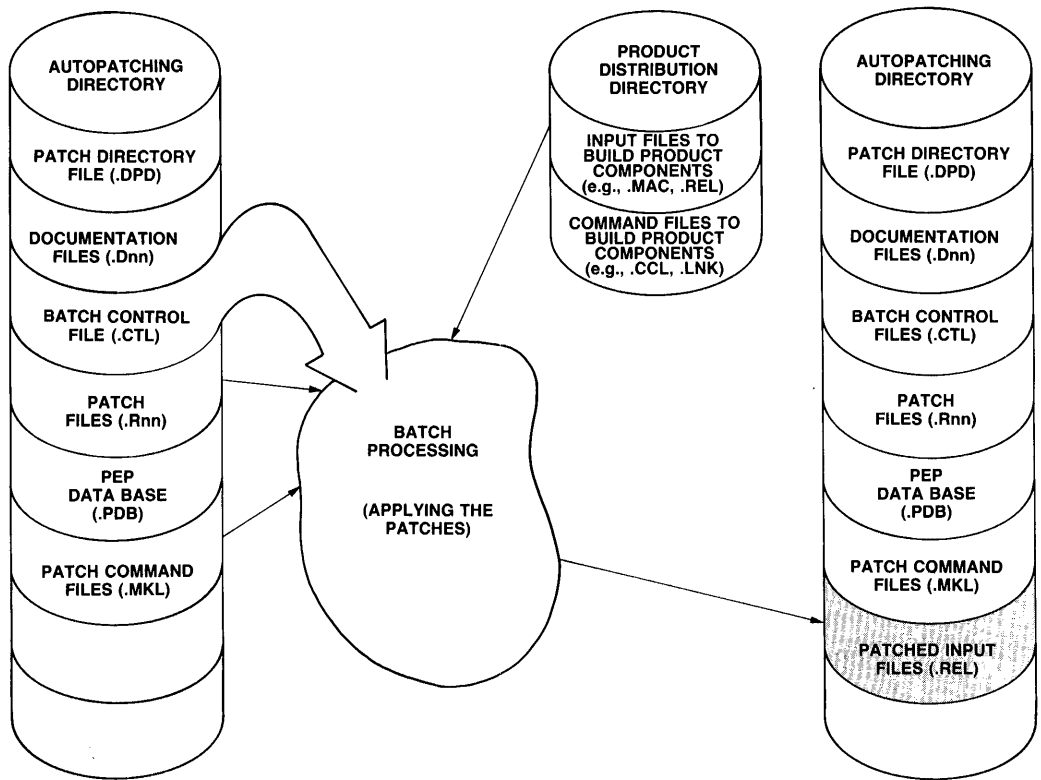 AUTOPATCHING
DIRECTORY
PATCH DIRECTORY
FILE (.DPD)
DOCUMENTATION
FILES (.Dnn)
BATCH CONTROL
FILE (.CTL)
PATCH
FILES (.Rnn)
PEP
DATA BASE
(.PDB)
PATCH COMMAND
FILES (.MKL)
PRODUCT
DISTRIBUTION
DIRECTORY
INPUT FILES TO
BUILD PRODUCT
COMPONENTS
(e.g., .MAC, .REL)
COMMAND FILES TO
BUILD PRODUCT
COMPONENTS
(e.g., .CCL, .LNK)
BATCH
PROCESSING
(APPLYING THE
PATCHES)
AUTOPATCHING
DIRECTORY
PATCH DIRECTORY
FILE (.DPD)
DOCUMENTATION
FILES (.Dnn)
BATCH CONTROL
FILES (.CTL)
PATCH
FILES (.Rnn)
PEP
DATA BASE
(.PDB)
PATCH COMMAND
FILES (.MKL)
PATCHED INPUT
FILES (.REL)